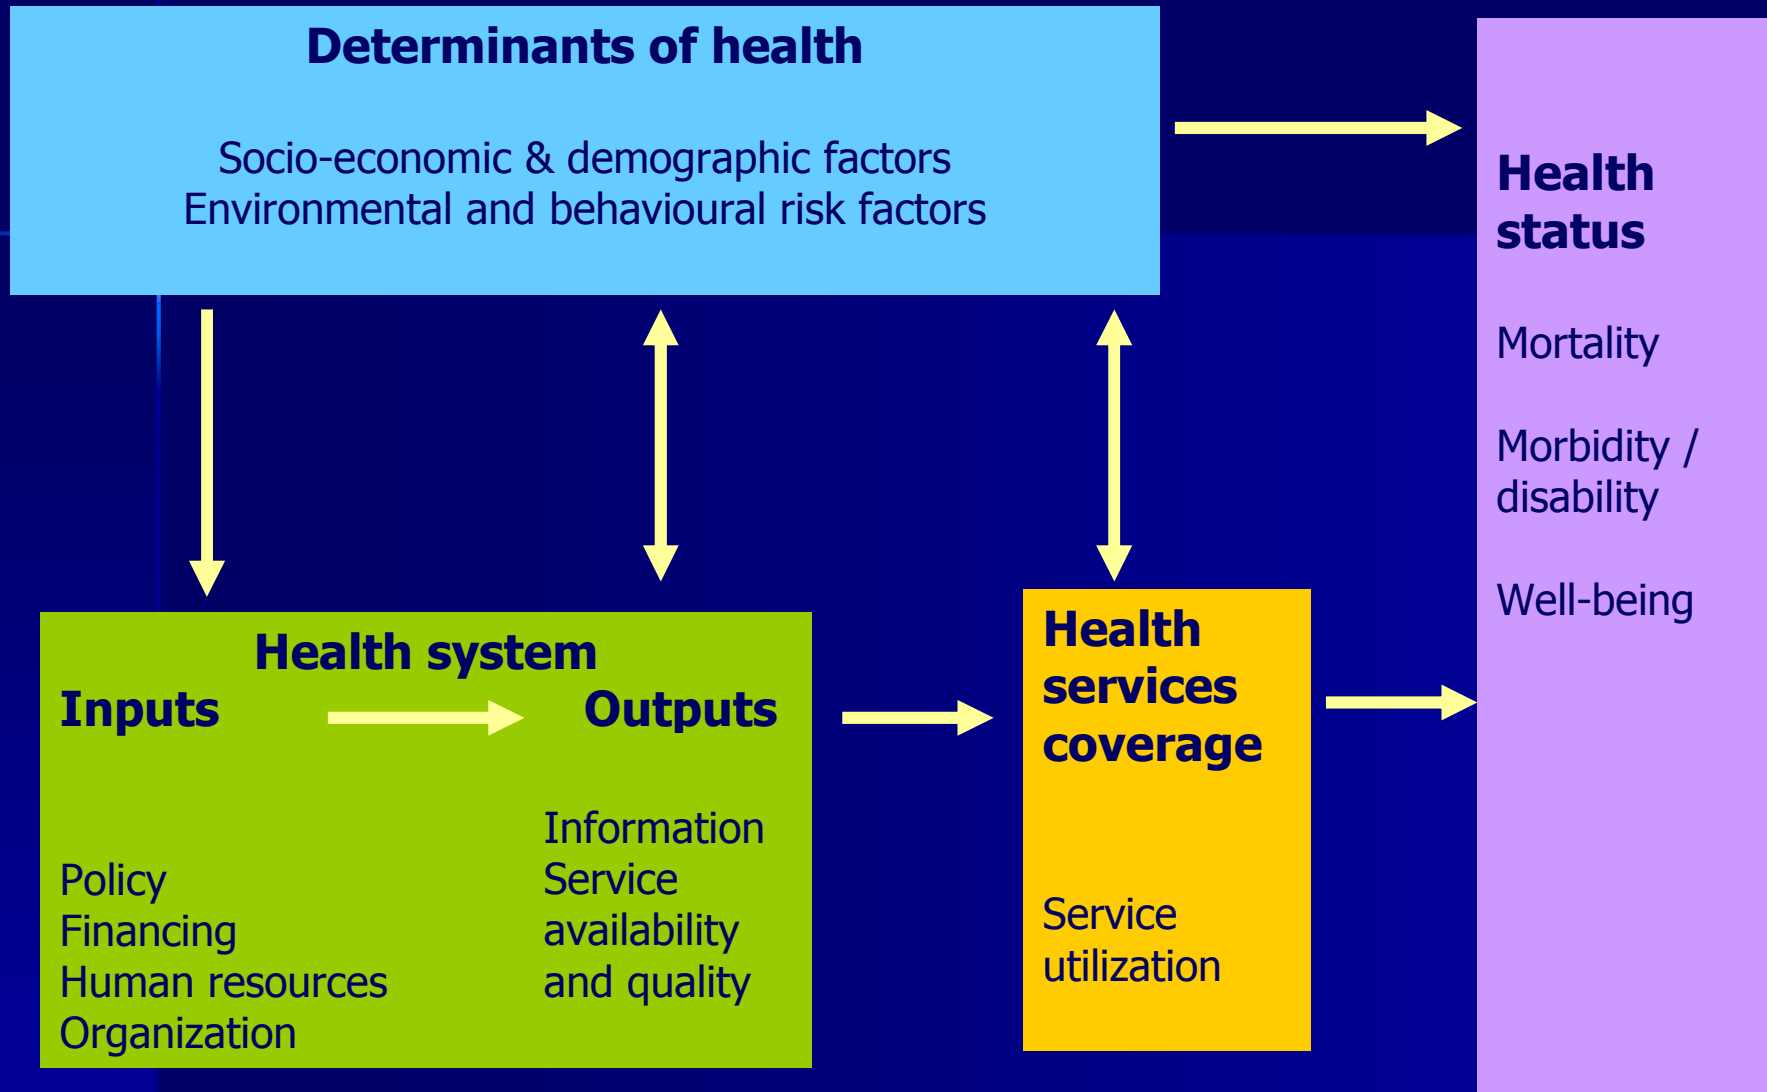 Determinants of health
Socio-economic & demographic factors
Environmental and behavioural risk factors
Health
status
Mortality
Morbidity /
disability
Well-being
Health system
Inputs
Outputs
Policy
Financing
Human resources
Organization
Information
Service
availability
and quality
Health
services
coverage
Service
utilization